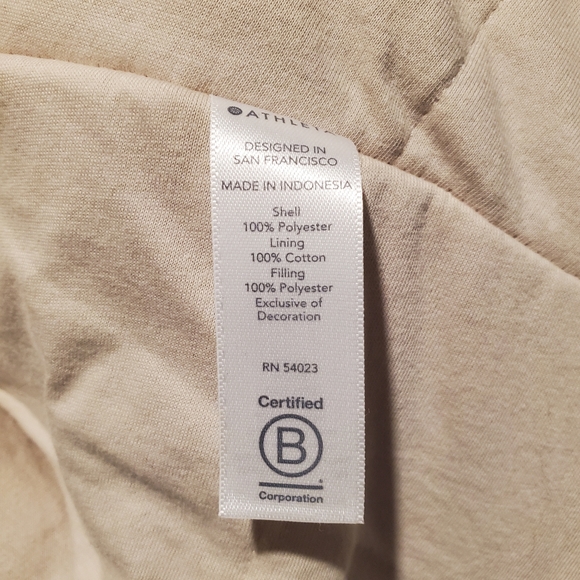 ATHLETA
DESIGNED IN
SAN FRANCISCO
MADE IN INDONESIA
Shell
100% Polyester
Lining
100% Cotton
Filling
100% Polyester
Exclusive of
Decoration
RN 54023
Certified
B
Corporation